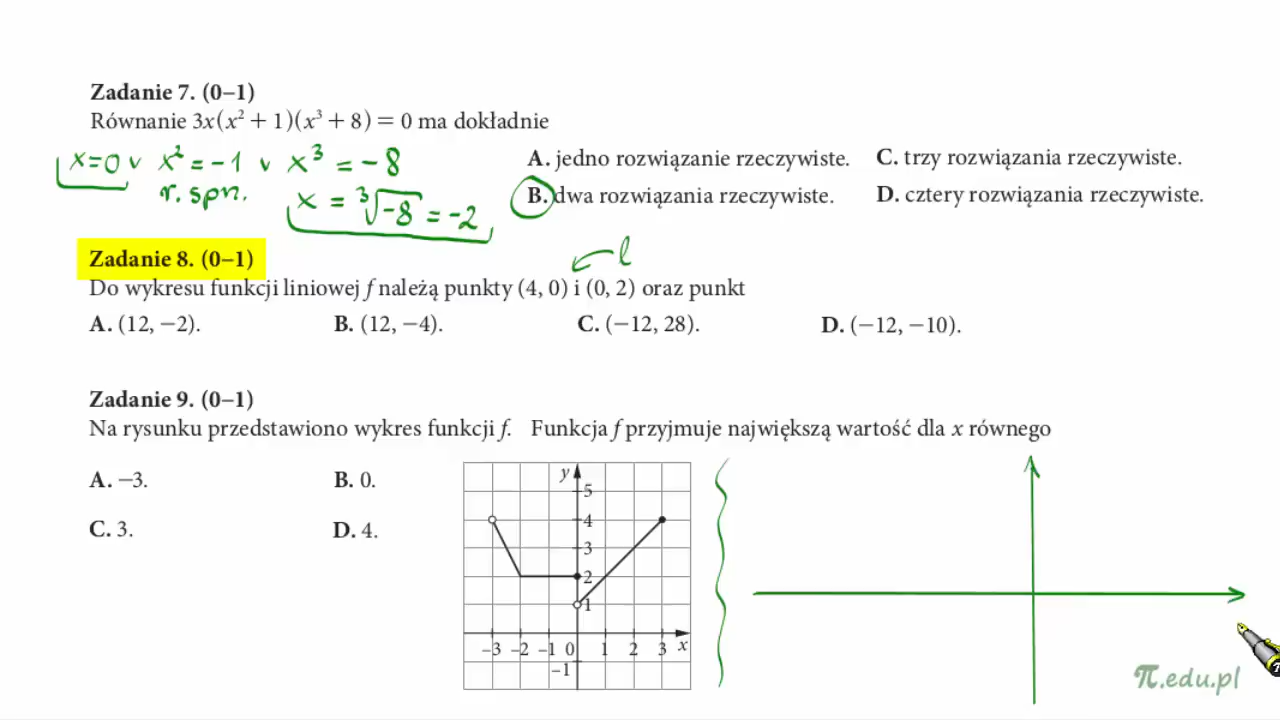 Zadanie 7. (0–1)
Równanie 3x(x² + 1)(x³ + 8) = 0 ma dokładnie
x=0 v x² = -1 v x³ = -8
r. spn.
x = ³√-8 = -2
A. jedno rozwiązanie rzeczywiste. C. trzy rozwiązania rzeczywiste.
B. dwa rozwiązania rzeczywiste. D. cztery rozwiązania rzeczywiste.
Zadanie 8. (0–1)
l
Do wykresu funkcji liniowej f należą punkty (4, 0) i (0, 2) oraz punkt
A. (12, −2). B. (12, −4). C. (−12, 28). D. (−12, −10).
Zadanie 9. (0–1)
Na rysunku przedstawiono wykres funkcji f. Funkcja f przyjmuje największą wartość dla x równego
A. −3. B. 0.
C. 3. D. 4.
y
5
4
3
2
1
−3 −2 −1 0 1 2 3 x
−1
π.edu.pl